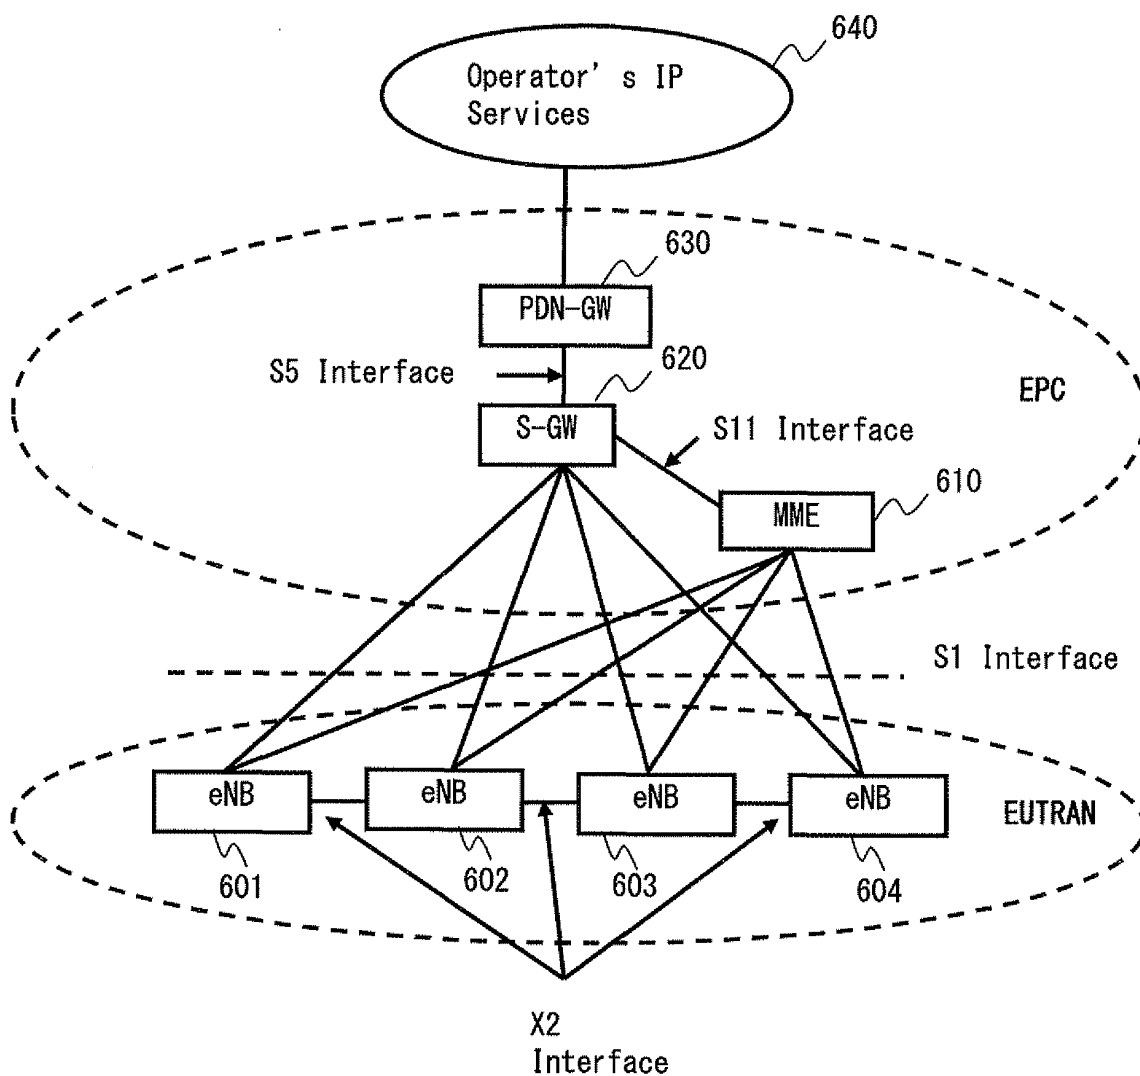 640
Operator's IP
Services
630
PDN-GW
S5 Interface
620
EPC
S-GW
S11 Interface
610
MME
S1 Interface
eNB
eNB
eNB
eNB
EUTRAN
601
602
603
604
X2
Interface